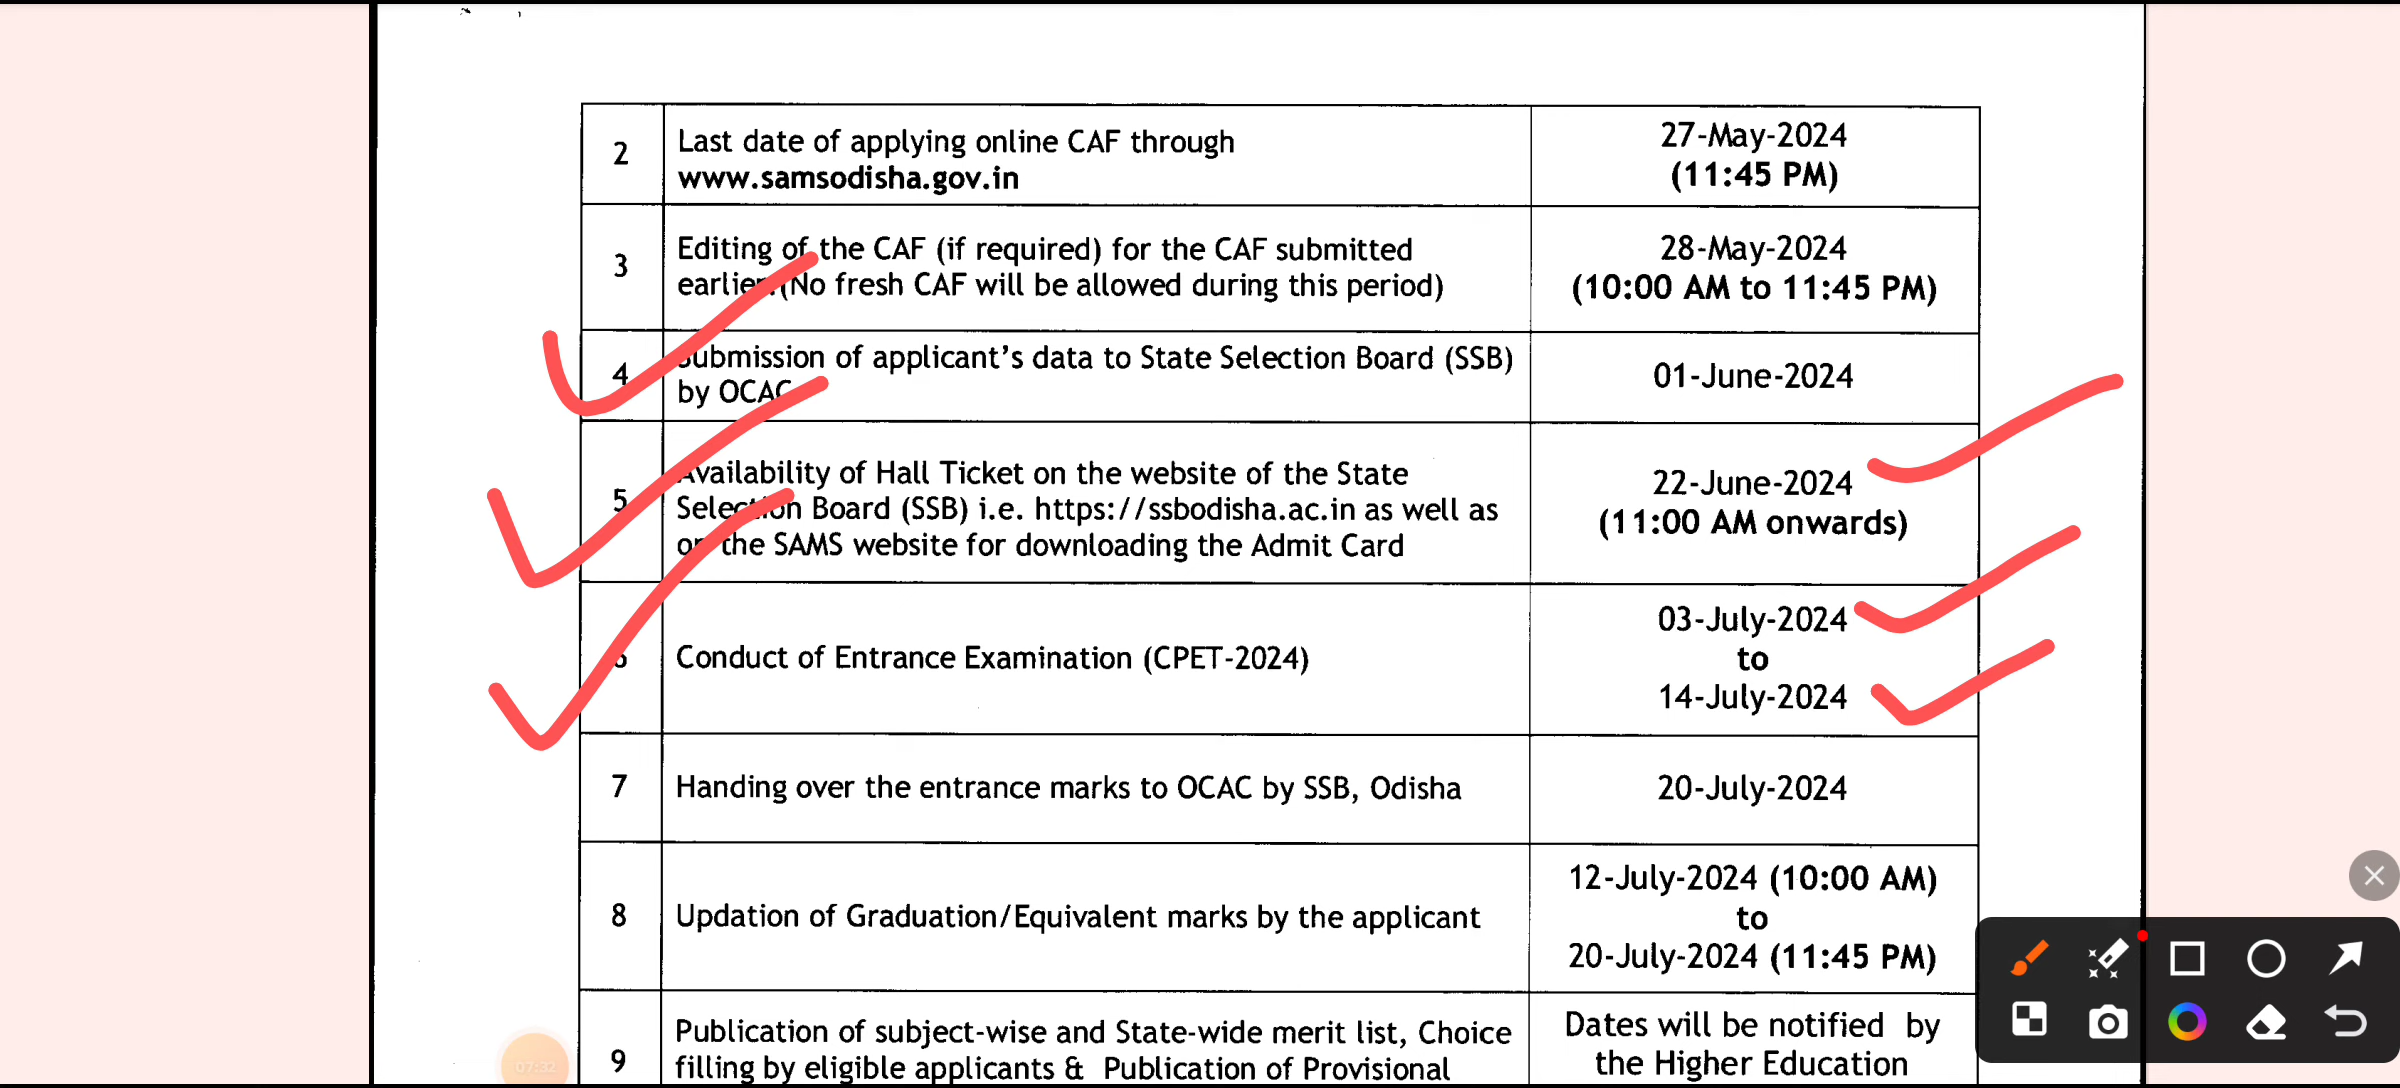 2
Last date of applying online CAF through
www.samsodisha.gov.in
27-May-2024
(11:45 PM)
3
Editing of the CAF (if required) for the CAF submitted
earlier.(No fresh CAF will be allowed during this period)
28-May-2024
(10:00 AM to 11:45 PM)
4
Submission of applicant's data to State Selection Board (SSB)
by OCAC
01-June-2024
5
Availability of Hall Ticket on the website of the State
Selection Board (SSB) i.e. https://ssbodisha.ac.in as well as
on the SAMS website for downloading the Admit Card
22-June-2024
(11:00 AM onwards)
6
Conduct of Entrance Examination (CPET-2024)
03-July-2024
to
14-July-2024
7
Handing over the entrance marks to OCAC by SSB, Odisha
20-July-2024
8
Updation of Graduation/Equivalent marks by the applicant
12-July-2024 (10:00 AM)
to
20-July-2024 (11:45 PM)
9
Publication of subject-wise and State-wide merit list, Choice
filling by eligible applicants & Publication of Provisional
Dates will be notified by
the Higher Education
07:32